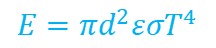 E = πd²εσT⁴